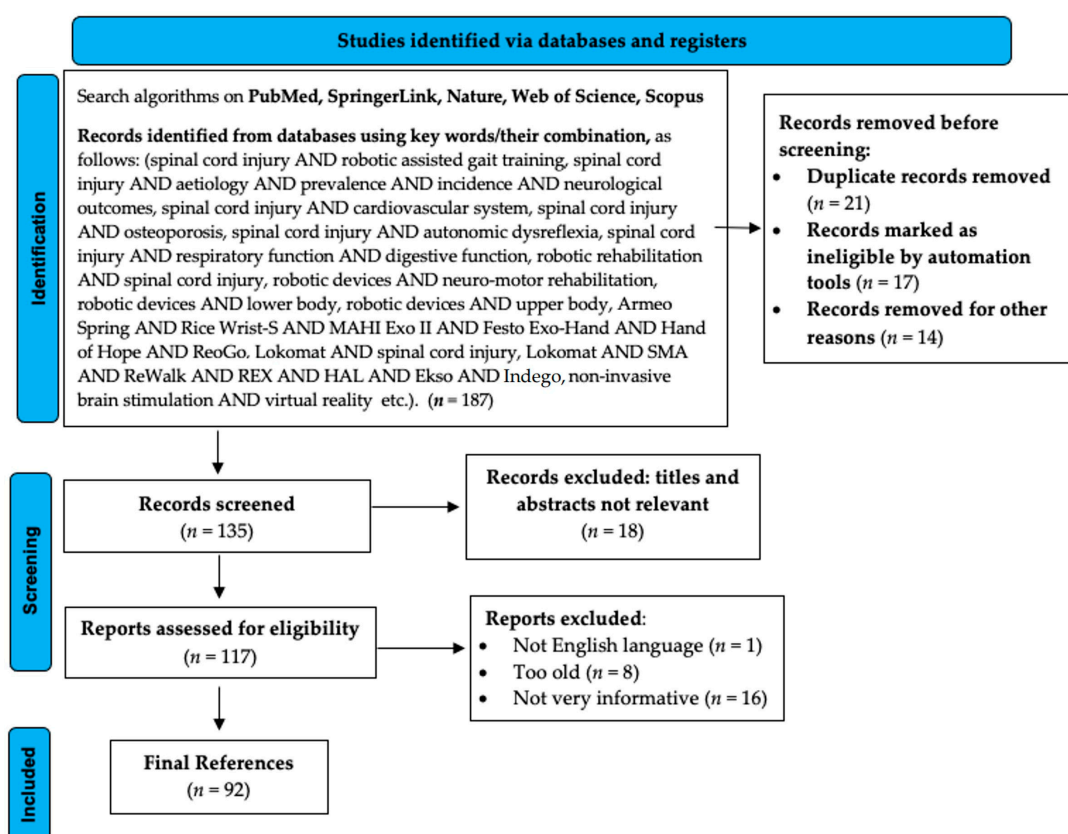 Studies identified via databases and registers
Identification
Search algorithms on PubMed, SpringerLink, Nature, Web of Science, Scopus
Records identified from databases using key words/their combination, as
follows: (spinal cord injury AND robotic assisted gait training, spinal cord
injury AND aetiology AND prevalence AND incidence AND neurological
outcomes, spinal cord injury AND cardiovascular system, spinal cord injury
AND osteoporosis, spinal cord injury AND autonomic dysreflexia, spinal cord
injury AND respiratory function AND digestive function, robotic rehabilitation
AND spinal cord injury, robotic devices AND neuro-motor rehabilitation,
robotic devices AND lower body, robotic devices AND upper body, Armeo
Spring AND Rice Wrist-S AND MAHI Exo II AND Festo Exo-Hand AND Hand
of Hope AND ReoGo. Lokomat AND spinal cord injury, Lokomat AND SMA
AND ReWalk AND REX AND HAL AND Ekso AND Indego, non-invasive
brain stimulation AND virtual reality etc.). (n = 187)
Records removed before
screening:
• Duplicate records removed
(n = 21)
• Records marked as
ineligible by automation
tools (n = 17)
• Records removed for other
reasons (n = 14)
Screening
Records screened
(n = 135)
Records excluded: titles and
abstracts not relevant
(n = 18)
Reports assessed for eligibility
(n = 117)
Reports excluded:
• Not English language (n = 1)
• Too old (n = 8)
• Not very informative (n = 16)
Included
Final References
(n = 92)